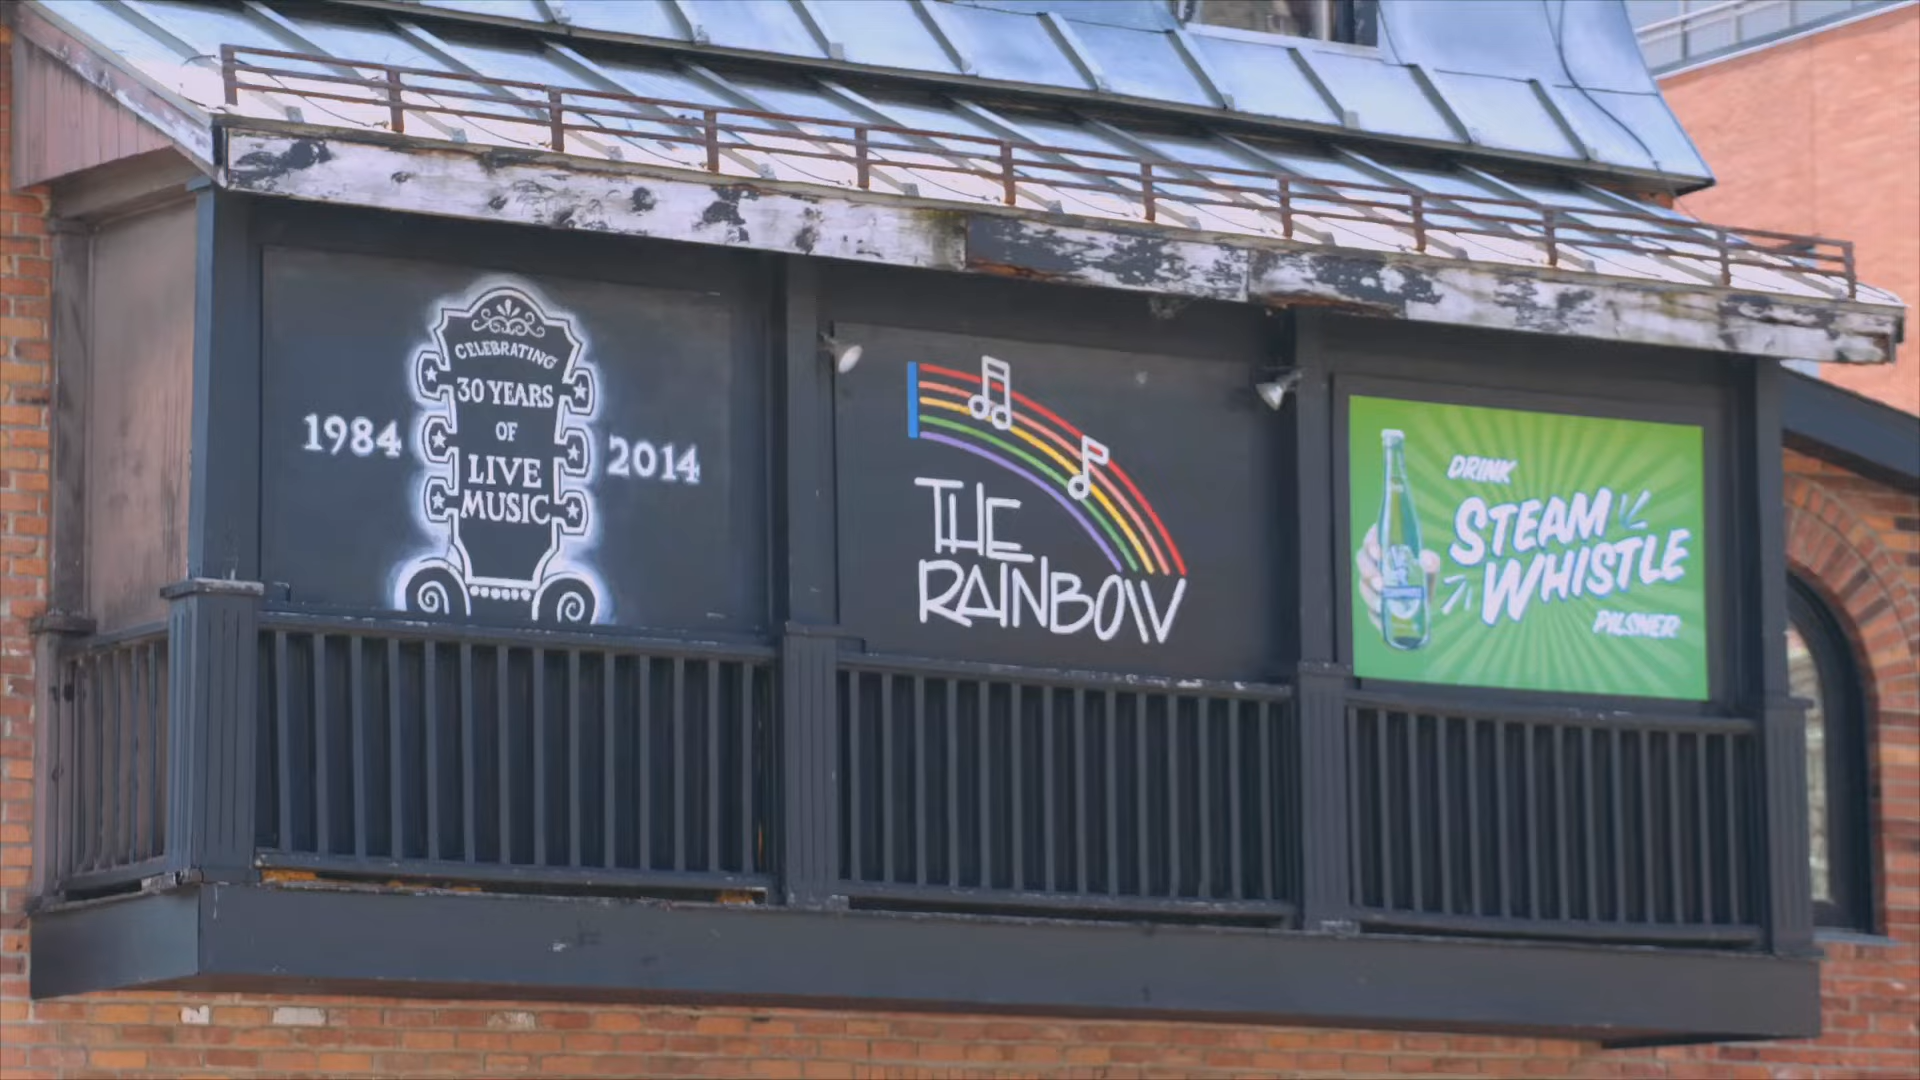 CELEBRATING
30 YEARS
OF
LIVE
MUSIC
1984
2014
THE
RAINBOW
DRINK
STEAM
WHISTLE
PILSNER